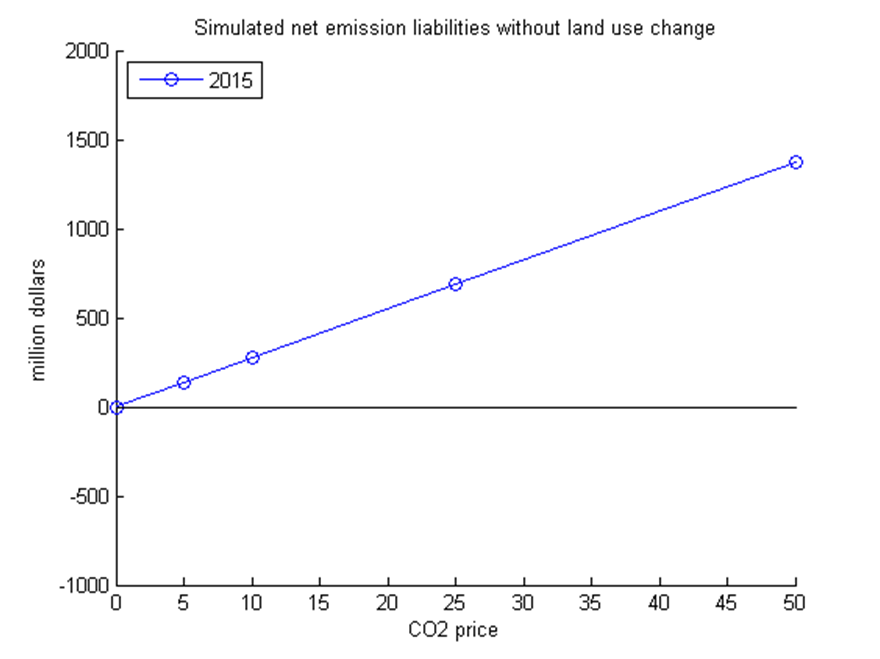 Simulated net emission liabilities without land use change
2000
2015
1500
1000
500
0
-500
-1000
million dollars
0 5 10 15 20 25 30 35 40 45 50
CO2 price